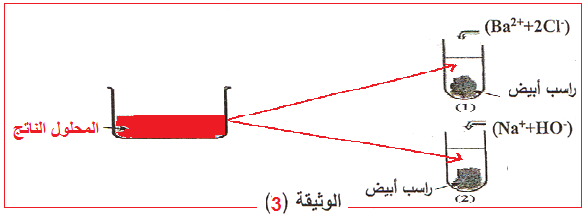 (Ba²⁺+2Cl⁻)
راسب أبيض
(1)
المحلول الناتج
(Na⁺+HO⁻)
راسب أبيض
(2)
الوثيقة (3)